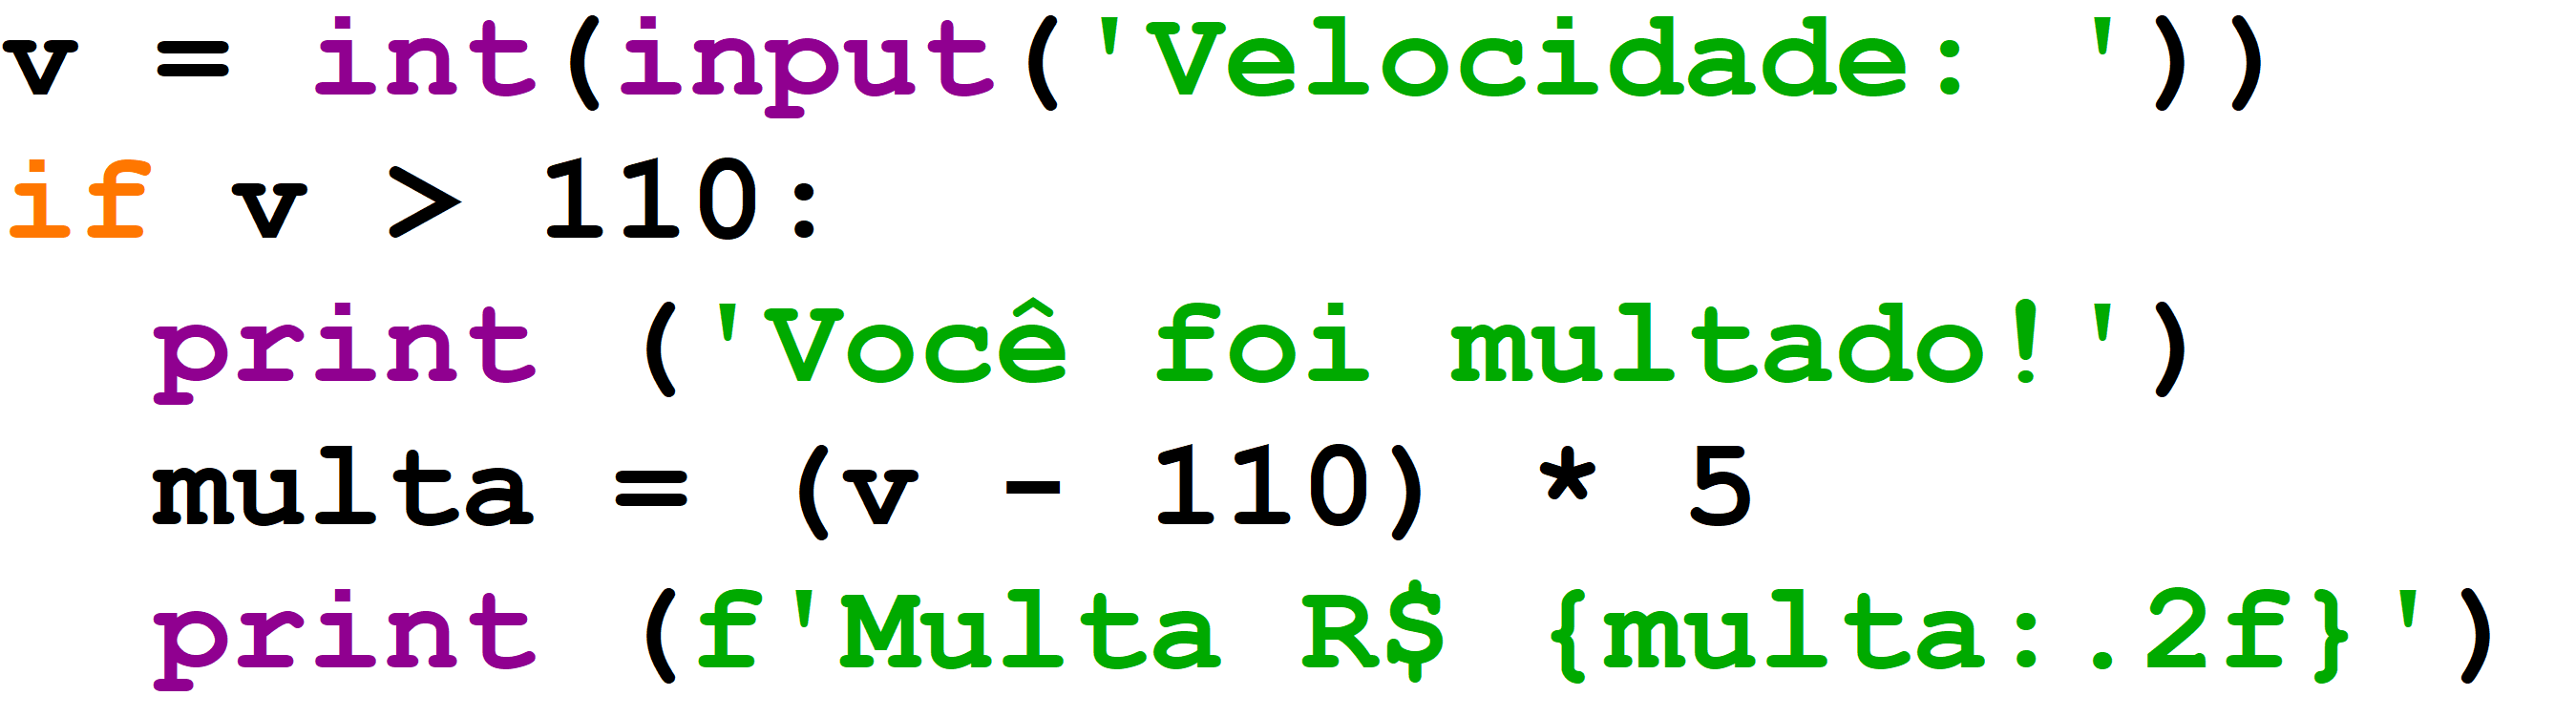 v = int(input('Velocidade: '))
if v > 110:
  print ('Você foi multado!')
  multa = (v - 110) * 5
  print (f'Multa R$ {multa:.2f}')